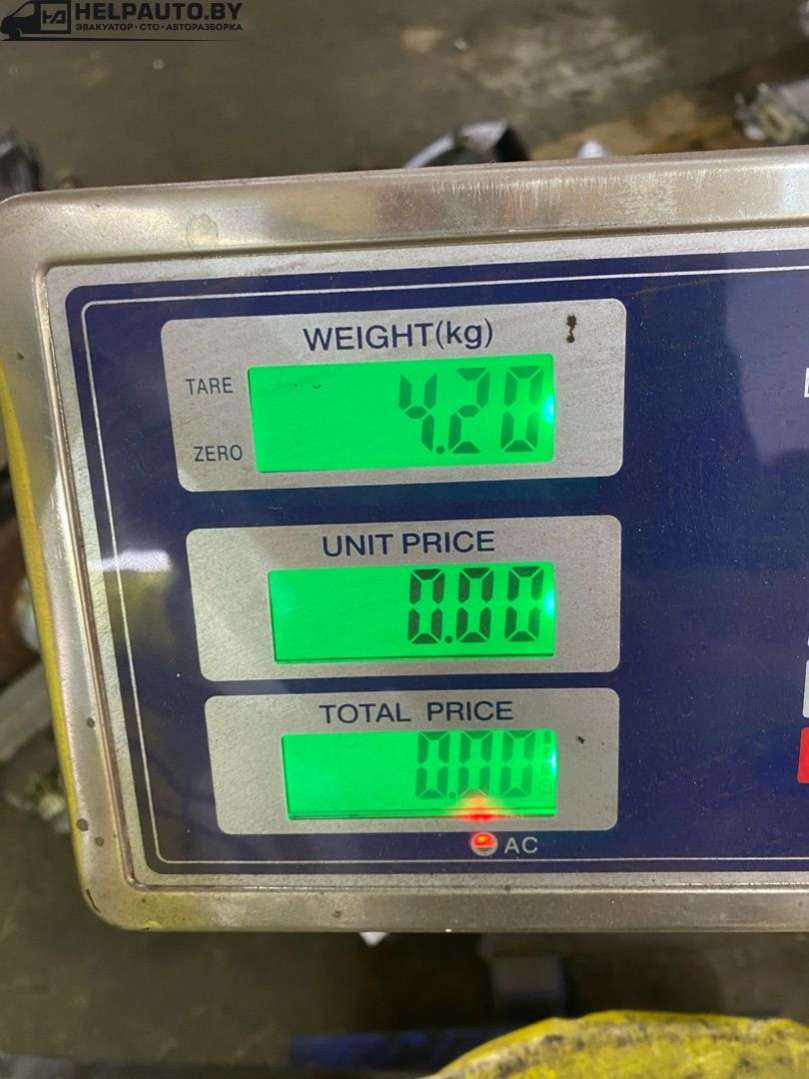 HELPAUTO.BY
ЭВАКУАТОР · СТО · АВТОРАЗБОРКА
WEIGHT(kg)
TARE
4.20
ZERO
UNIT PRICE
0.00
TOTAL PRICE
0.00
AC